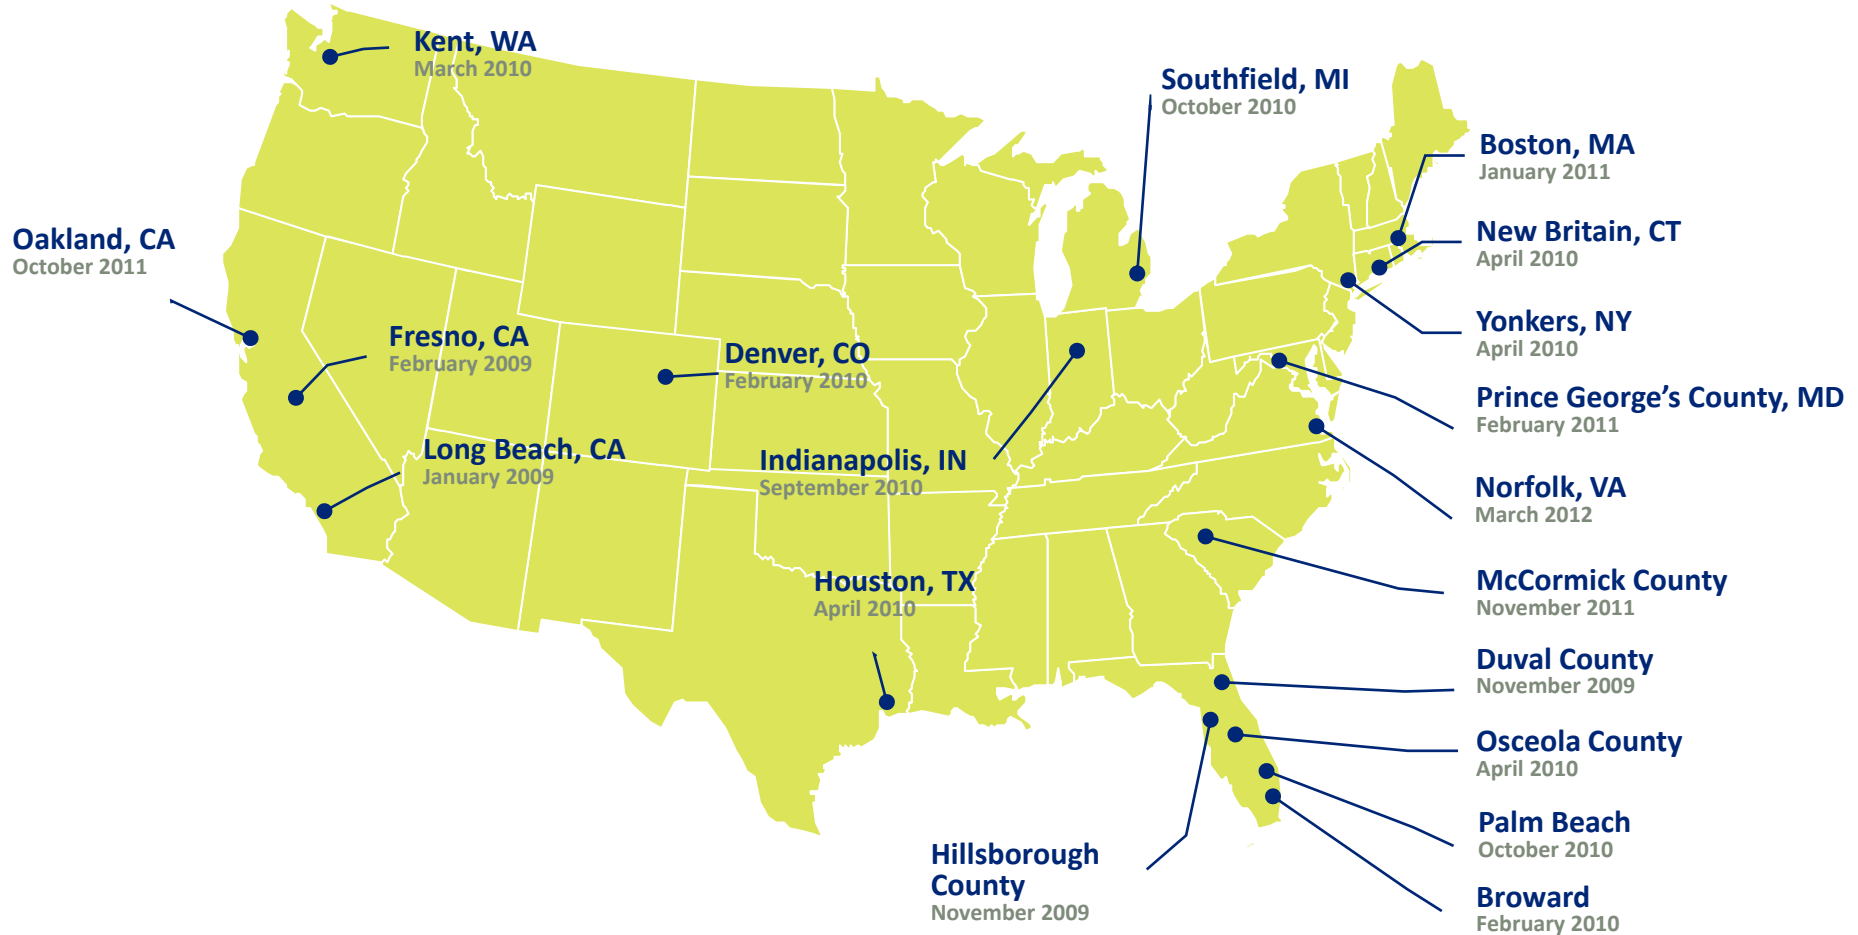 Kent, WA
March 2010
Southfield, MI
October 2010
Boston, MA
January 2011
New Britain, CT
April 2010
Oakland, CA
October 2011
Yonkers, NY
April 2010
Fresno, CA
February 2009
Denver, CO
February 2010
Prince George’s County, MD
February 2011
Long Beach, CA
January 2009
Indianapolis, IN
September 2010
Norfolk, VA
March 2012
Houston, TX
April 2010
McCormick County
November 2011
Duval County
November 2009
Osceola County
April 2010
Palm Beach
October 2010
Hillsborough
County
November 2009
Broward
February 2010